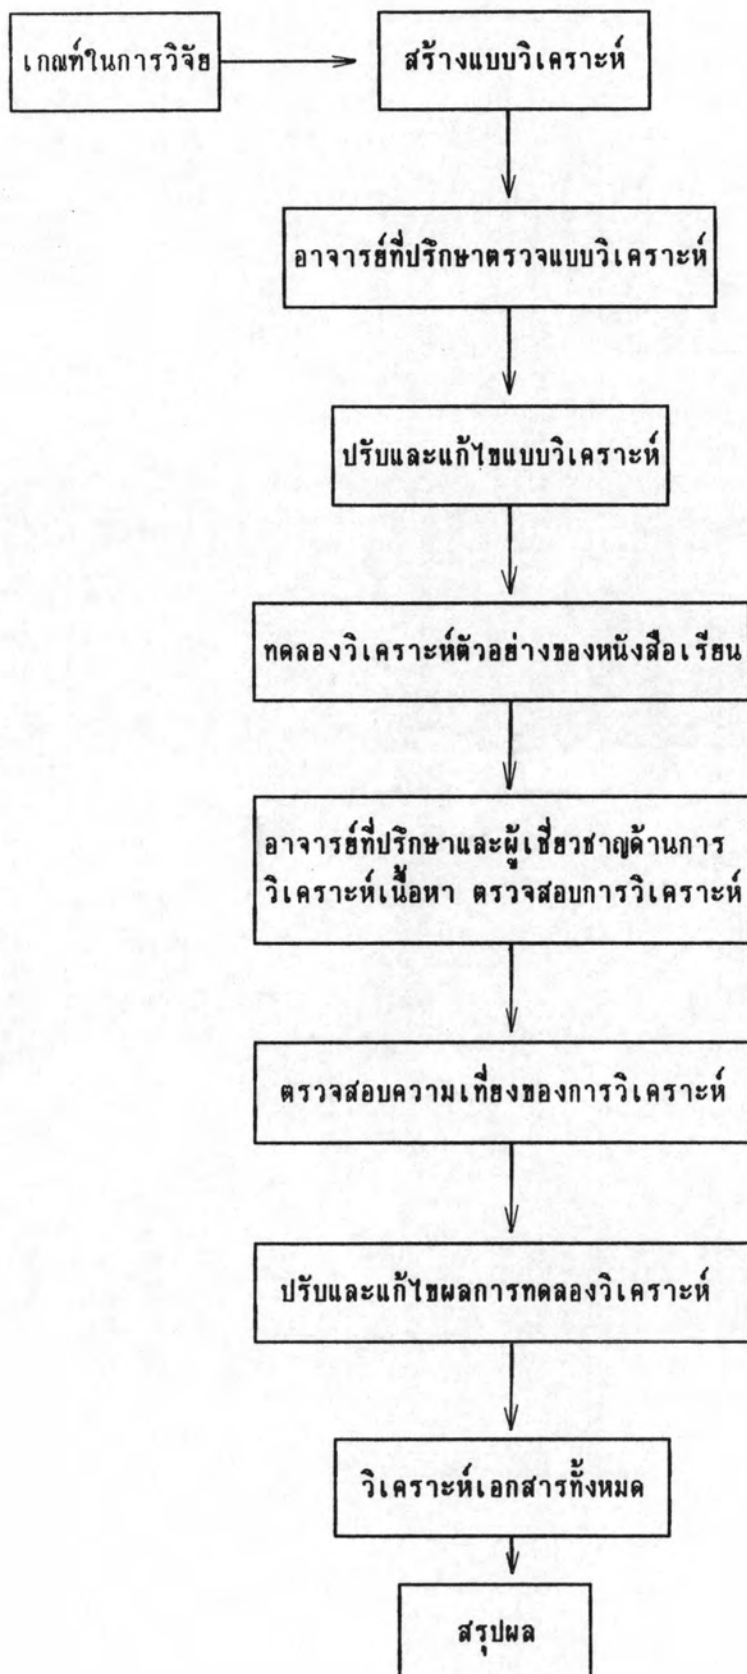 เกณฑ์ในการวิจัย
สร้างแบบวิเคราะห์
อาจารย์ที่ปรึกษาตรวจแบบวิเคราะห์
ปรับและแก้ไขแบบวิเคราะห์
ทดลองวิเคราะห์ตัวอย่างของหนังสือเรียน
อาจารย์ที่ปรึกษาและผู้เชี่ยวชาญด้านการ
วิเคราะห์เนื้อหา ตรวจสอบการวิเคราะห์
ตรวจสอบความเที่ยงของการวิเคราะห์
ปรับและแก้ไขผลการทดลองวิเคราะห์
วิเคราะห์เอกสารทั้งหมด
สรุปผล